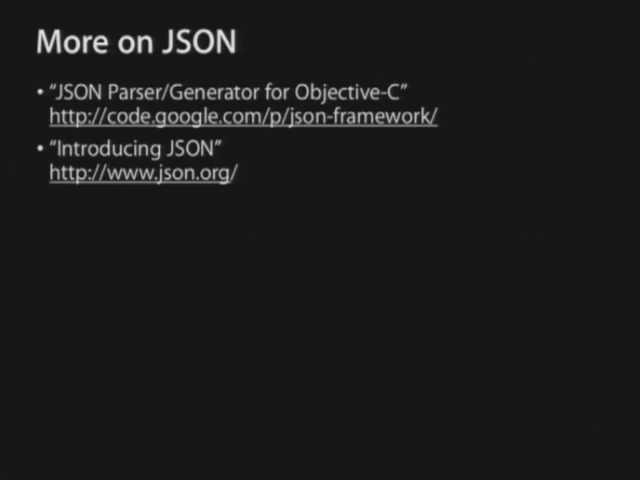 More on JSON
• “JSON Parser/Generator for Objective-C”
http://code.google.com/p/json-framework/
• “Introducing JSON”
http://www.json.org/